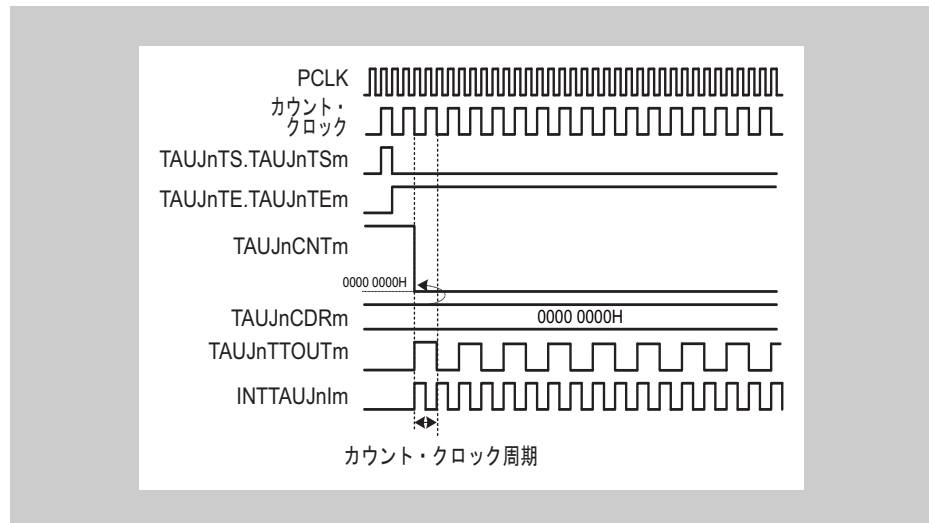 PCLK
カウント・
クロック
TAUJnTS.TAUJnTSm
TAUJnTE.TAUJnTEm
TAUJnCNTm
0000 0000H
TAUJnCDRm
0000 0000H
TAUJnTTOUTm
INTTAUJnIm
カウント・クロック周期